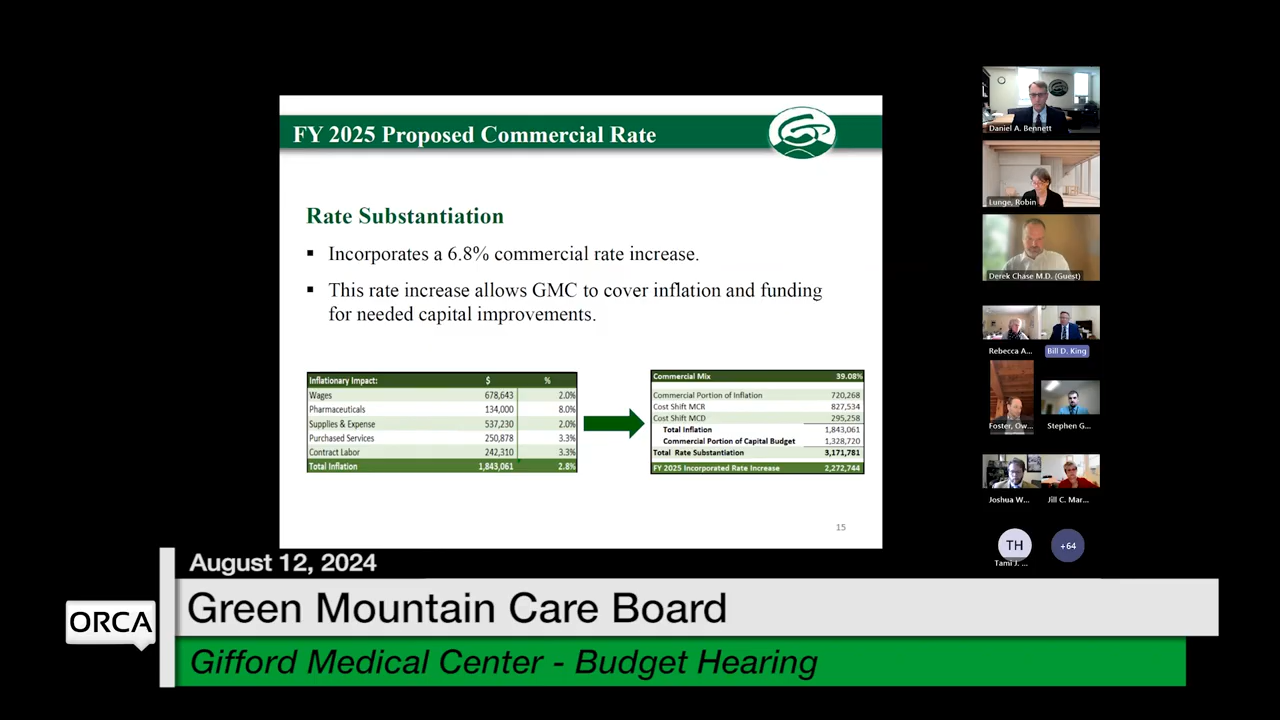 FY 2025 Proposed Commercial Rate
Rate Substantiation
Incorporates a 6.8% commercial rate increase.
This rate increase allows GMC to cover inflation and funding
for needed capital improvements.
Inflationary Impact: $ %
Wages 678,643 2.0%
Pharmaceuticals 134,000 8.0%
Supplies & Expense 537,230 2.0%
Purchased Services 250,878 3.3%
Contract Labor 242,310 3.3%
Total Inflation 1,843,061 2.8%
Commercial Mix 39.08%
Commercial Portion of Inflation 720,268
Cost Shift MCR 827,534
Cost Shift MCD 295,258
Total Inflation 1,843,061
Commercial Portion of Capital Budget 1,328,720
Total Rate Substantiation 3,171,781
FY 2025 Incorporated Rate Increase 2,272,744
15
Daniel A. Bennett
Lunge, Robin
Derek Chase M.D. (Guest)
Rebecca A... Bill D. King
Foster, Ow... Stephen G...
Joshua W... Jill C. Mar...
TH +64
Tami J. ...
August 12, 2024
Green Mountain Care Board
ORCA
Gifford Medical Center - Budget Hearing